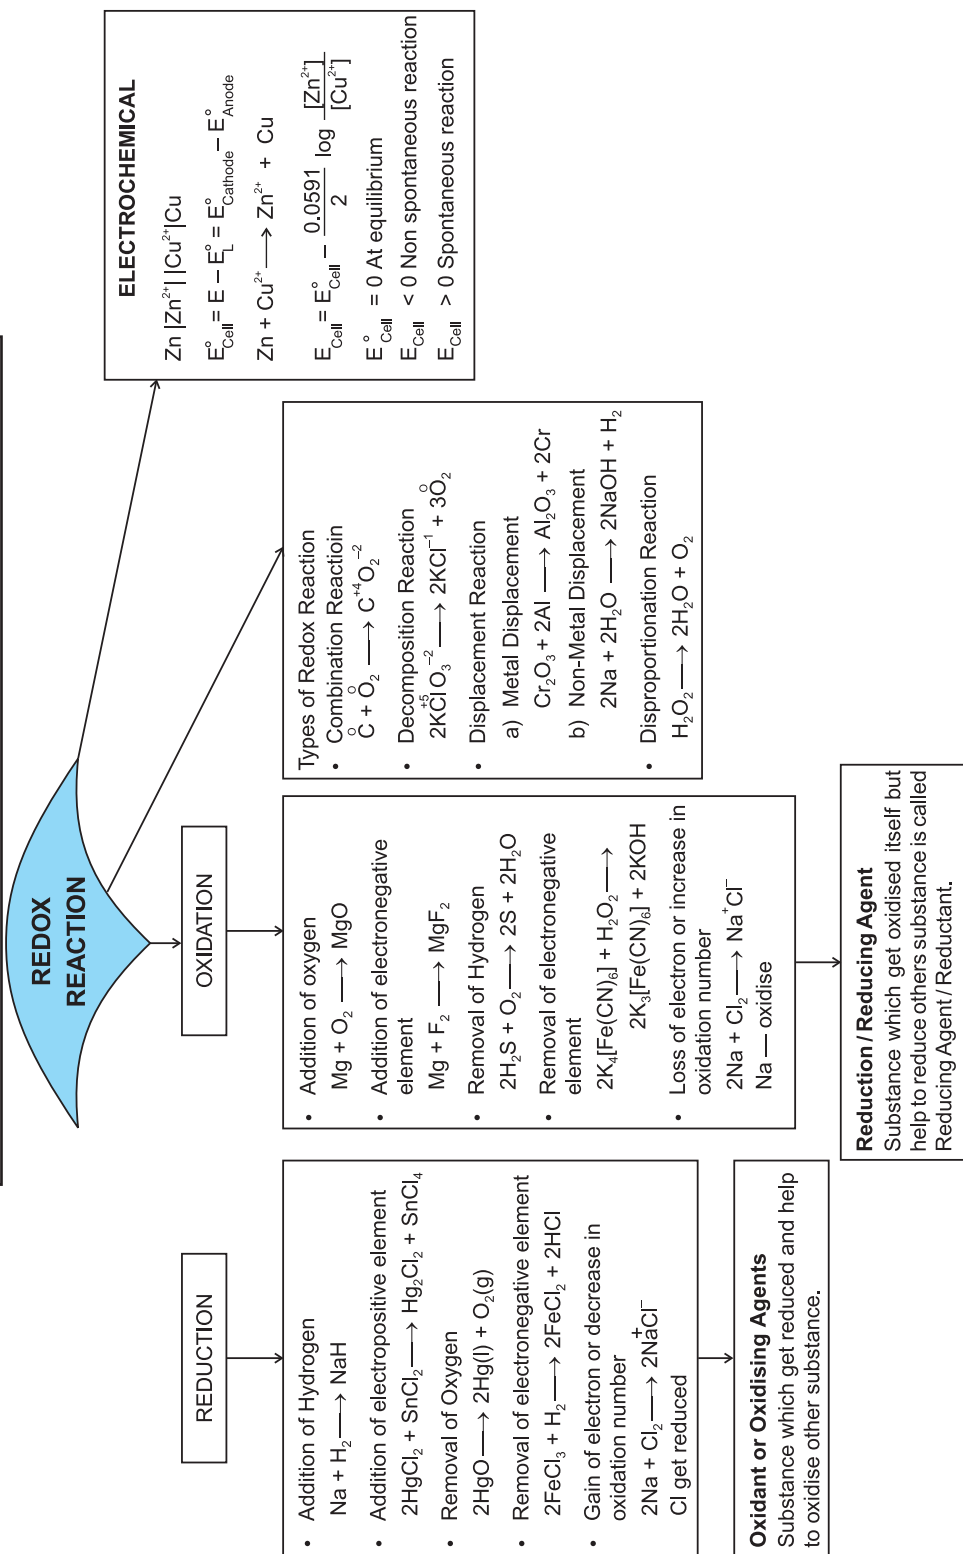 REDOX
REACTION
REDUCTION
• Addition of Hydrogen
Na + H₂ ⟶ NaH
• Addition of electropositive element
2HgCl₂ + SnCl₂ ⟶ Hg₂Cl₂ + SnCl₄
• Removal of Oxygen
2HgO ⟶ 2Hg(l) + O₂(g)
• Removal of electronegative element
2FeCl₃ + H₂ ⟶ 2FeCl₂ + 2HCl
• Gain of electron or decrease in
oxidation number
2Na + Cl₂ ⟶ 2Na⁺Cl⁻
Cl get reduced
Oxidant or Oxidising Agents
Substance which get reduced and help
to oxidise other substance.
OXIDATION
• Addition of oxygen
Mg + O₂ ⟶ MgO
• Addition of electronegative
element
Mg + F₂ ⟶ MgF₂
• Removal of Hydrogen
2H₂S + O₂ ⟶ 2S + 2H₂O
• Removal of electronegative
element
2K₄[Fe(CN)₆] + H₂O₂ ⟶
2K₃[Fe(CN)₆] + 2KOH
• Loss of electron or increase in
oxidation number
2Na + Cl₂ ⟶ Na⁺Cl⁻
Na — oxidise
Reduction / Reducing Agent
Substance which get oxidised itself but
help to reduce others substance is called
Reducing Agent / Reductant.
Types of Redox Reaction
• Combination Reactioin
C + O₂ ⟶ C⁺⁴O₂⁻²
o o
• Decomposition Reaction
2KClO₃⁻² ⟶ 2KCl⁻¹ + 3O₂
+5 o
• Displacement Reaction
a) Metal Displacement
Cr₂O₃ + 2Al ⟶ Al₂O₃ + 2Cr
b) Non-Metal Displacement
2Na + 2H₂O ⟶ 2NaOH + H₂
• Disproportionation Reaction
H₂O₂ ⟶ 2H₂O + O₂
ELECTROCHEMICAL
Zn |Zn²⁺| |Cu²⁺|Cu
E°Cell = E – E°L = E°Cathode – E°Anode
Zn + Cu²⁺ ⟶ Zn²⁺ + Cu
ECell = E°Cell – 0.0591/2 log [Zn²⁺]/[Cu²⁺]
E°Cell = 0 At equilibrium
ECell < 0 Non spontaneous reaction
ECell > 0 Spontaneous reaction